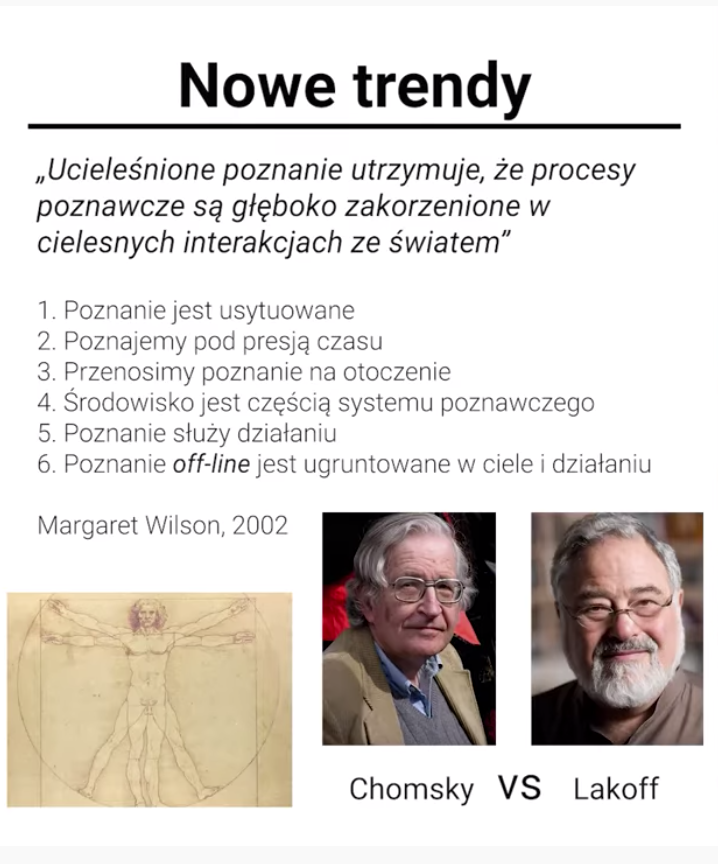 Nowe trendy
„Ucieleśnione poznanie utrzymuje, że procesy
poznawcze są głęboko zakorzenione w
cielesnych interakcjach ze światem”
1. Poznanie jest usytuowane
2. Poznajemy pod presją czasu
3. Przenosimy poznanie na otoczenie
4. Środowisko jest częścią systemu poznawczego
5. Poznanie służy działaniu
6. Poznanie off-line jest ugruntowane w ciele i działaniu
Margaret Wilson, 2002
Chomsky VS Lakoff